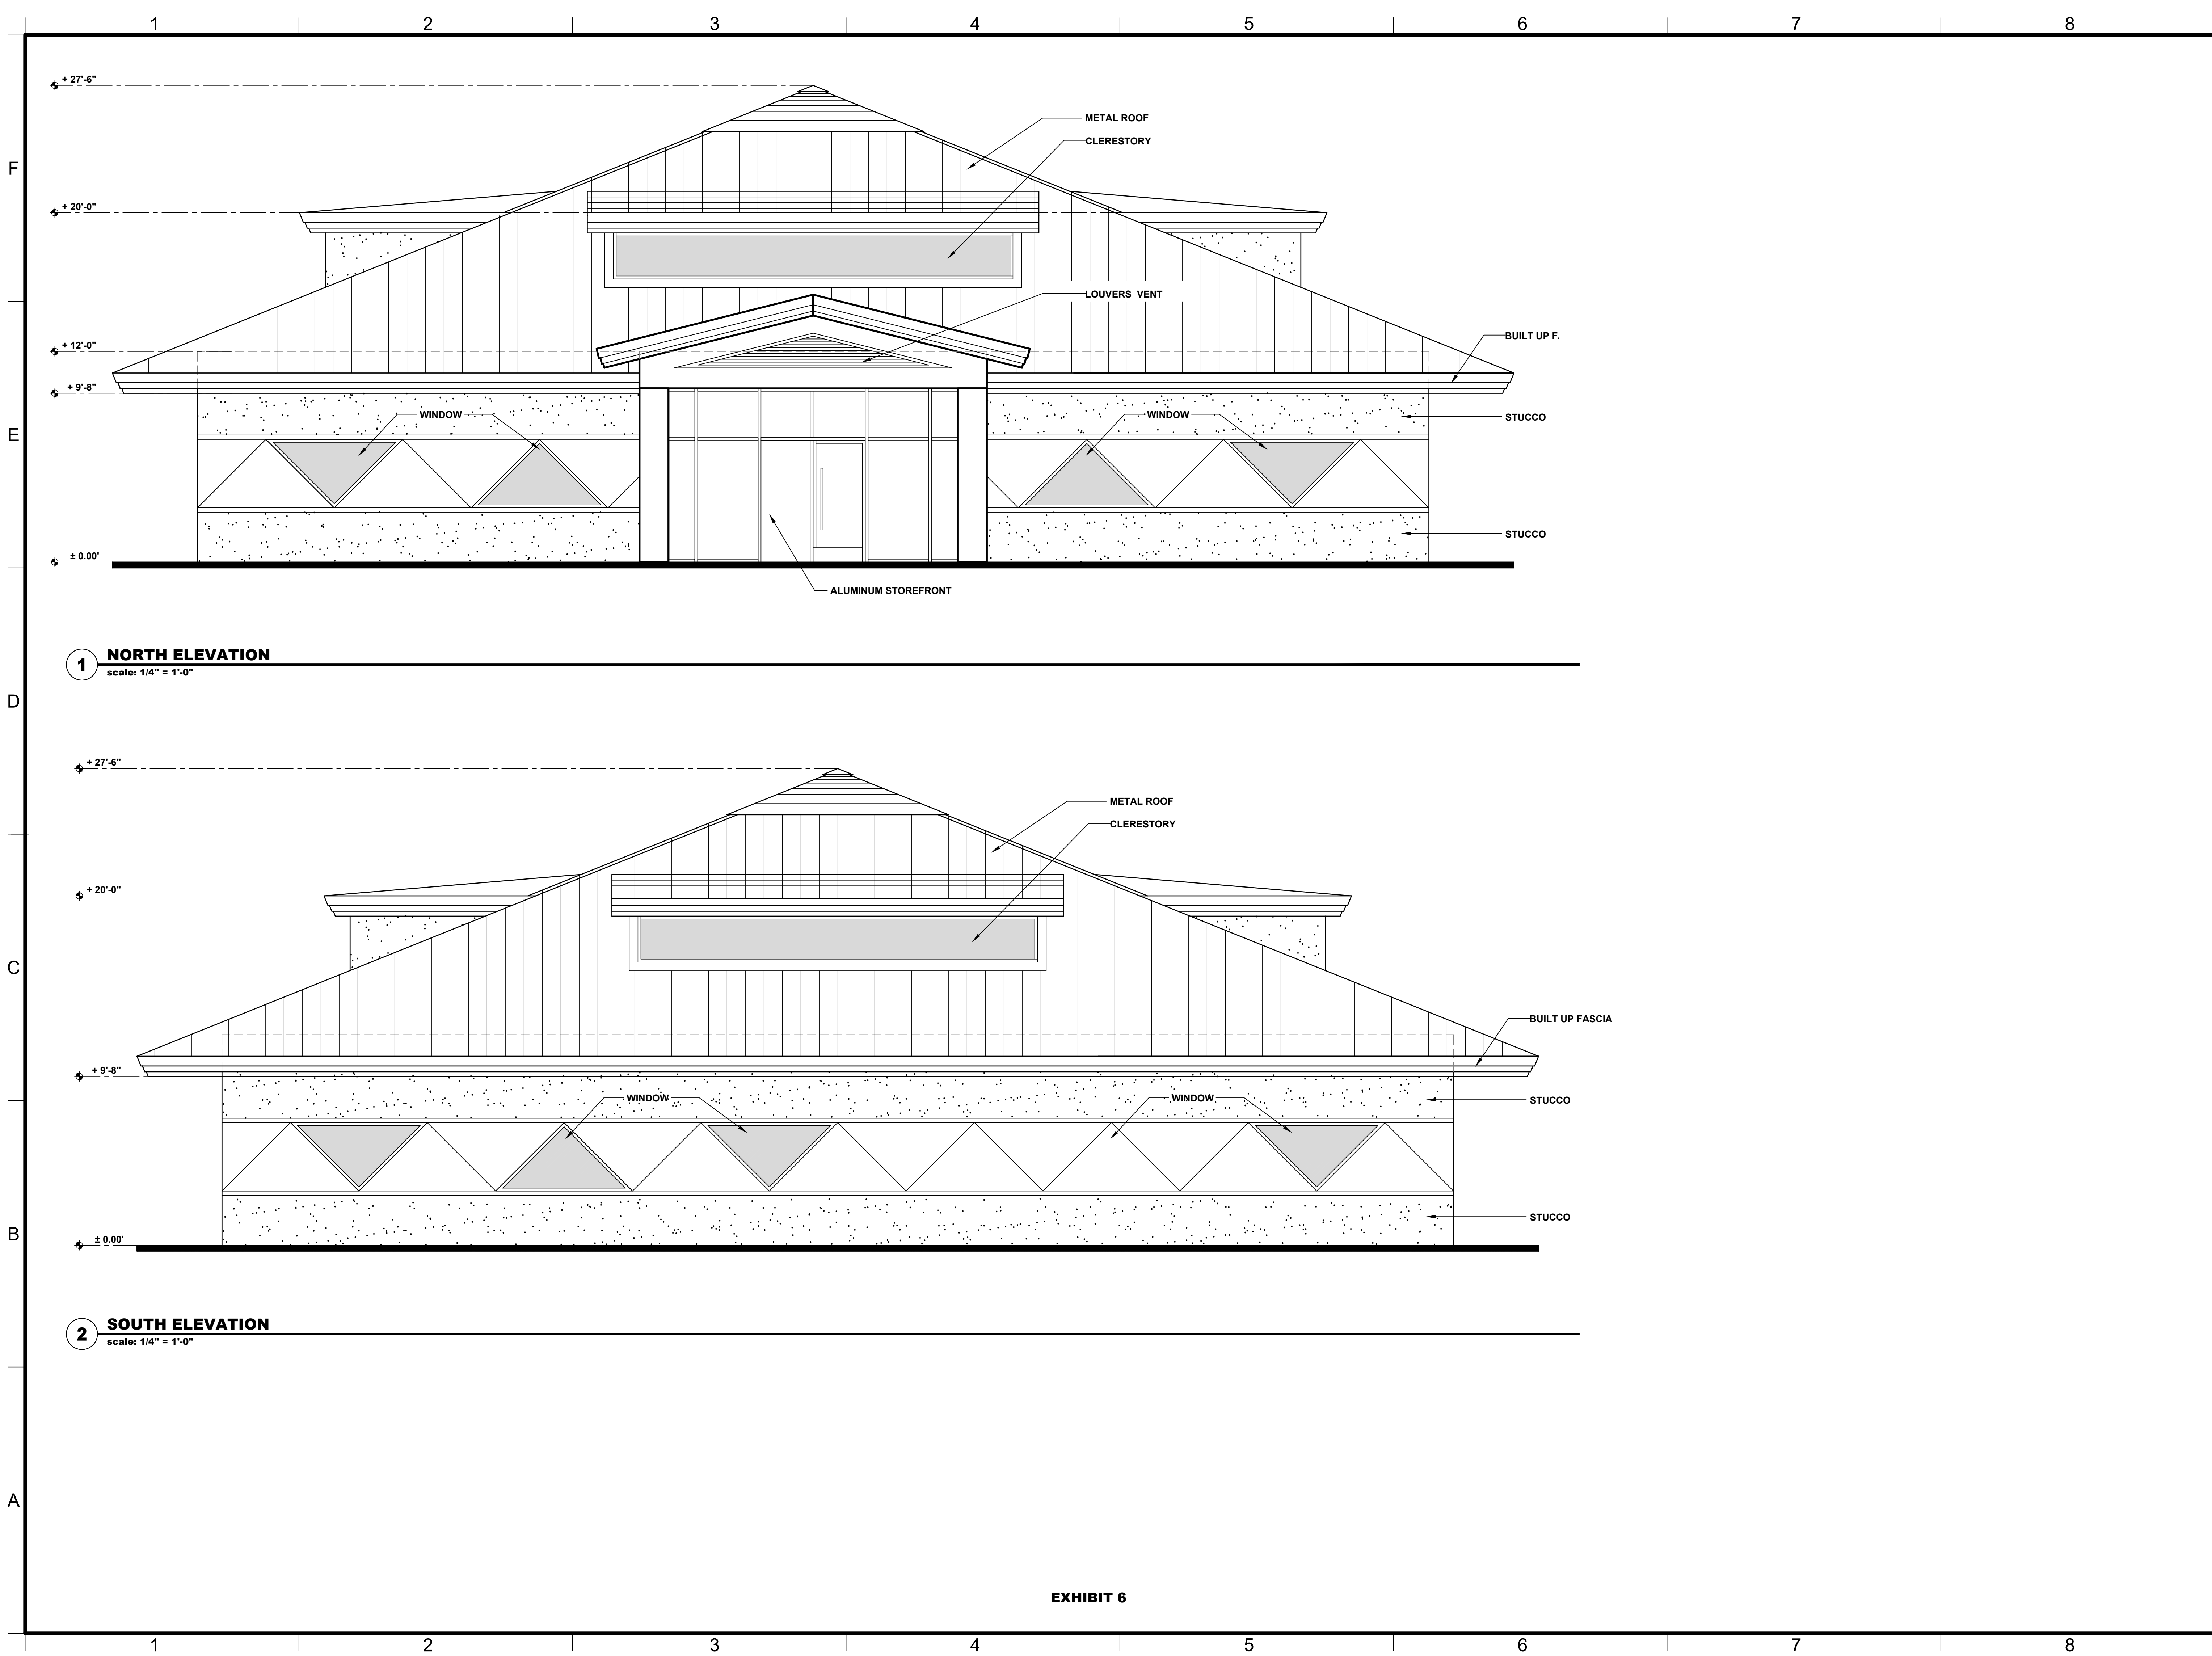 1 2 3 4 5 6 7 8
+ 27'-6"
METAL ROOF
CLERESTORY
F
+ 20'-0"
LOUVERS VENT
BUILT UP FA
+ 12'-0"
+ 9'-8"
WINDOW
WINDOW
STUCCO
E
STUCCO
± 0.00'
ALUMINUM STOREFRONT
1 NORTH ELEVATION
scale: 1/4" = 1'-0"
D
+ 27'-6"
METAL ROOF
CLERESTORY
+ 20'-0"
C
BUILT UP FASCIA
+ 9'-8"
WINDOW
WINDOW
STUCCO
STUCCO
B
± 0.00'
2 SOUTH ELEVATION
scale: 1/4" = 1'-0"
A
EXHIBIT 6
1 2 3 4 5 6 7 8